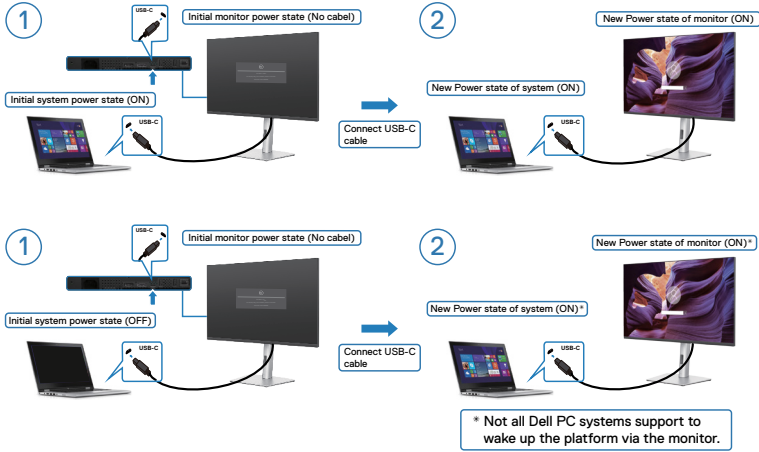 1
USB-C
Initial monitor power state (No cabel)
Initial system power state (ON)
USB-C
Connect USB-C
cable
2
New Power state of monitor (ON)
New Power state of system (ON)
USB-C
1
USB-C
Initial monitor power state (No cabel)
Initial system power state (OFF)
USB-C
Connect USB-C
cable
2
New Power state of monitor (ON)*
New Power state of system (ON)*
USB-C
* Not all Dell PC systems support to
wake up the platform via the monitor.